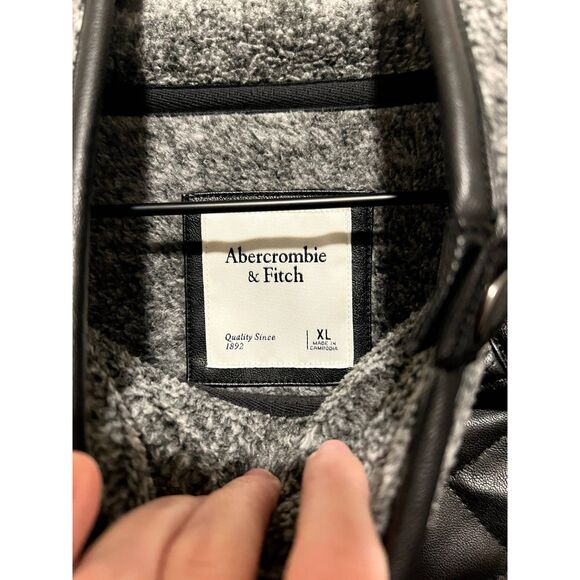 Abercrombie
& Fitch
Quality Since
1892
XL
MADE IN
CAMBODIA